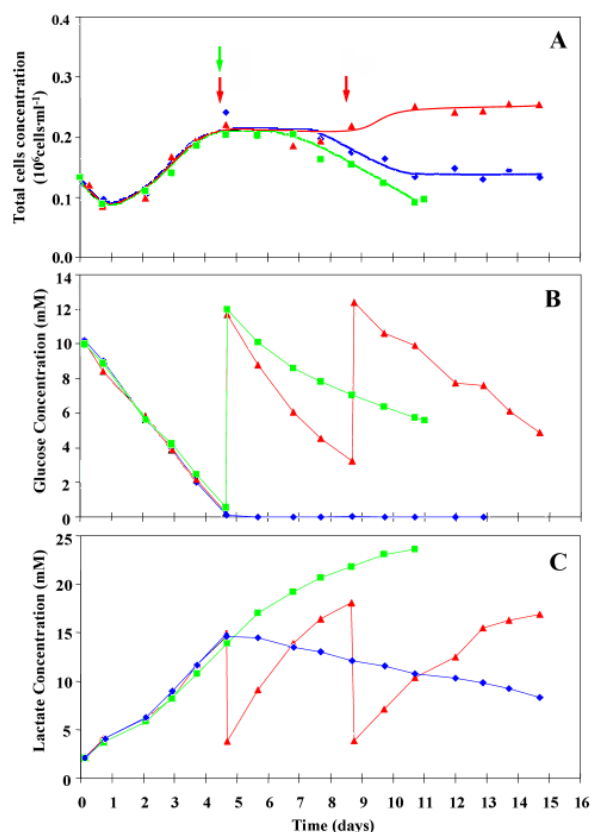 A
Total cells concentration
(10⁶cells·ml⁻¹)
0.4
0.3
0.2
0.1
0.0
B
Glucose Concentration (mM)
14
12
10
8
6
4
2
0
C
Lactate Concentration (mM)
25
20
15
10
5
0
0 1 2 3 4 5 6 7 8 9 10 11 12 13 14 15 16
Time (days)